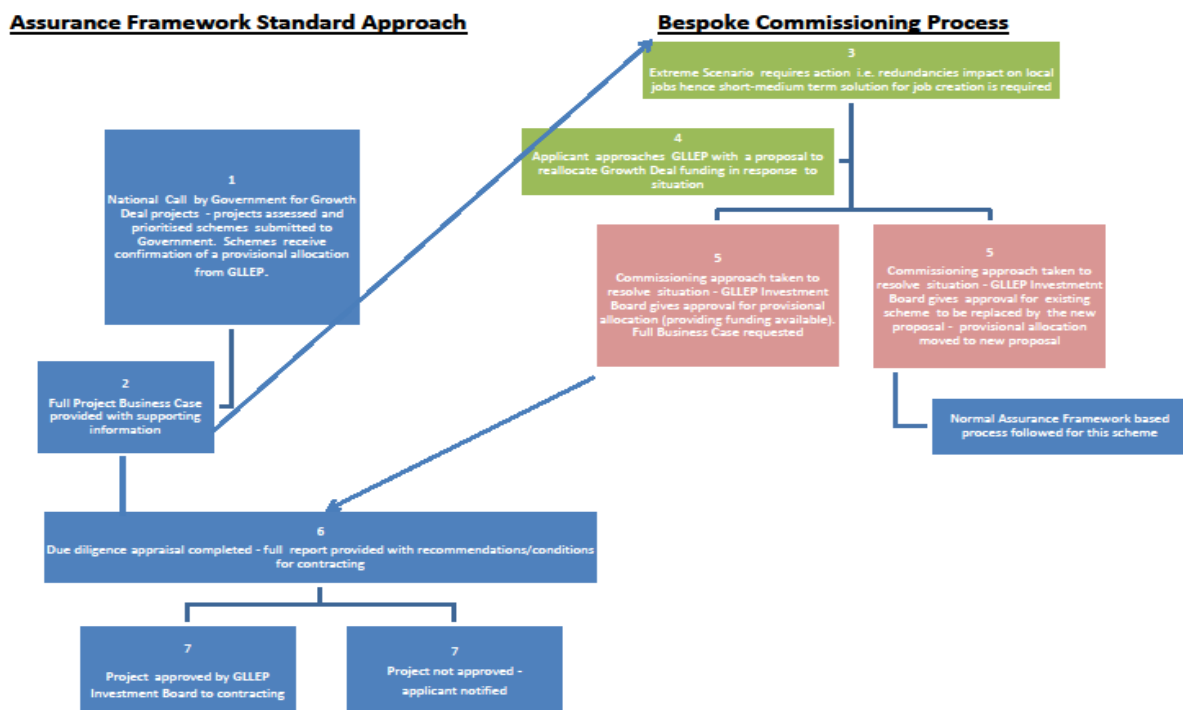 Assurance Framework Standard Approach
Bespoke Commissioning Process
3
Extreme Scenario requires action i.e. redundancies impact on local
jobs hence short-medium term solution for job creation is required
4
Applicant approaches GLLEP with a proposal to
reallocate Growth Deal funding in response to
situation
1
National Call by Government for Growth
Deal projects - projects assessed and
prioritised schemes submitted to
Government. Schemes receive
confirmation of a provisional allocation
from GLLEP.
5
Commissioning approach taken to
resolve situation - GLLEP Investment
Board gives approval for provisional
allocation (providing funding available).
Full Business Case requested
5
Commissioning approach taken to
resolve situation - GLLEP Investmetnt
Board gives approval for existing
scheme to be replaced by the new
proposal - provisional allocation
moved to new proposal
2
Full Project Business Case
provided with supporting
information
Normal Assurance Framework based
process followed for this scheme
6
Due diligence appraisal completed - full report provided with recommendations/conditions
for contracting
7
Project approved by GLLEP
Investment Board to contracting
7
Project not approved -
applicant notified